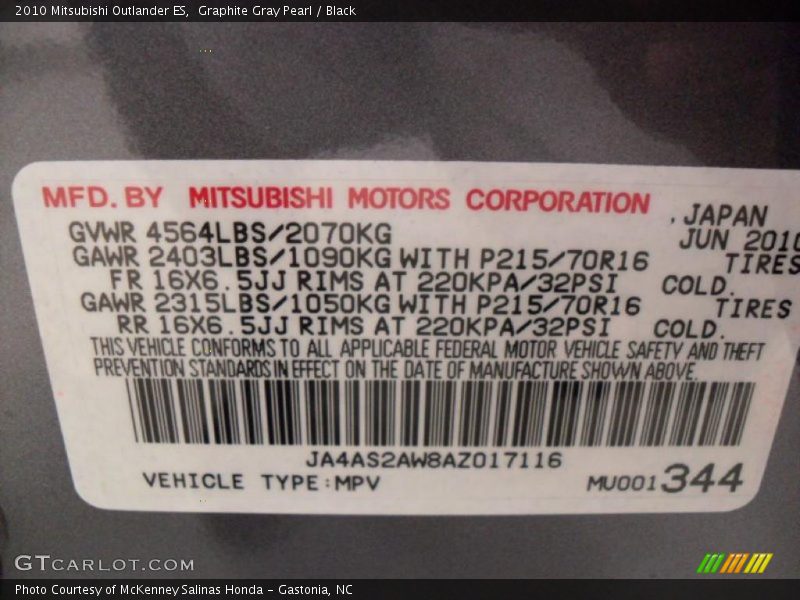 2010 Mitsubishi Outlander ES,  Graphite Gray Pearl / Black
MFD. BY MITSUBISHI MOTORS CORPORATION , JAPAN
GVWR 4564LBS/2070KG JUN 2010
GAWR 2403LBS/1090KG WITH P215/70R16 TIRES
FR 16X6.5JJ RIMS AT 220KPA/32PSI COLD.
GAWR 2315LBS/1050KG WITH P215/70R16 TIRES
RR 16X6.5JJ RIMS AT 220KPA/32PSI COLD.
THIS VEHICLE CONFORMS TO ALL APPLICABLE FEDERAL MOTOR VEHICLE SAFETY AND THEFT
PREVENTION STANDARDS IN EFFECT ON THE DATE OF MANUFACTURE SHOWN ABOVE.
JA4AS2AW8AZ017116
VEHICLE TYPE:MPV MU001344
GTCARLOT.COM
Photo Courtesy of McKenney Salinas Honda - Gastonia, NC